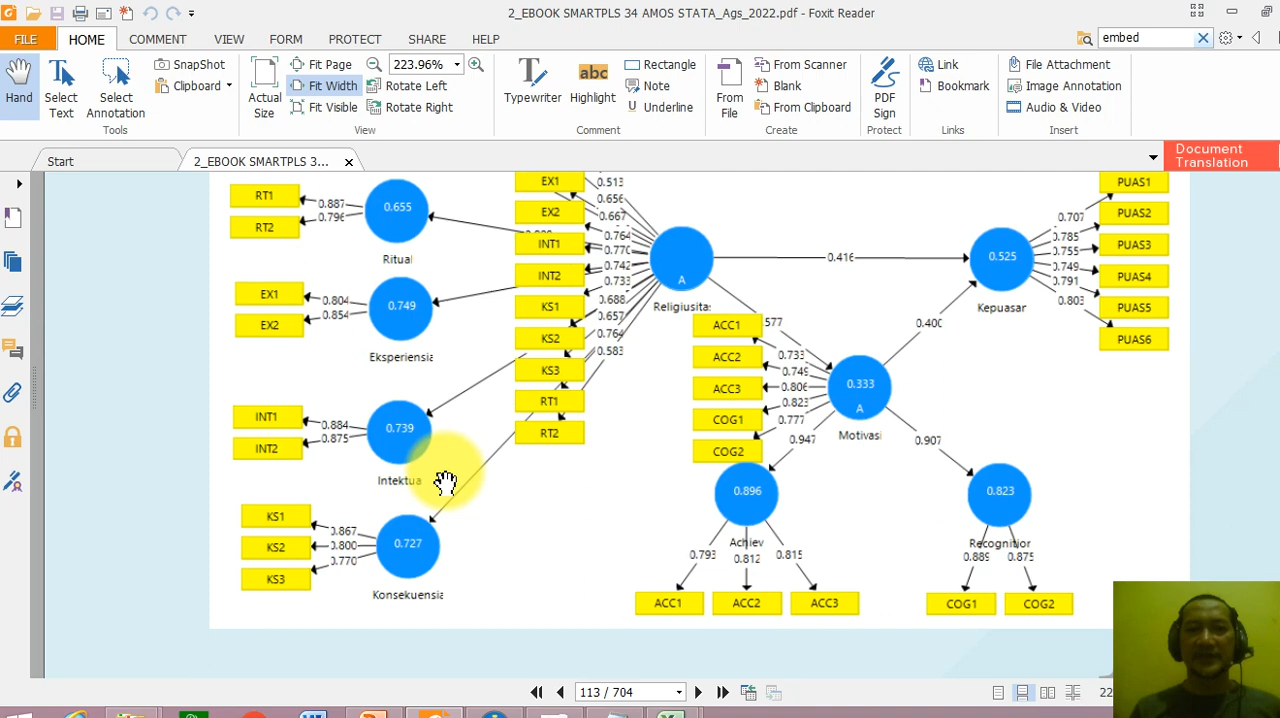 2_EBOOK SMARTPLS 34 AMOS STATA_Ags_2022.pdf - Foxit Reader
FILE HOME COMMENT VIEW FORM PROTECT SHARE HELP
embed
Hand
Select Text
Select Annotation
SnapShot
Clipboard
Tools
Actual Size
Fit Page
Fit Width
Fit Visible
223.96%
Rotate Left
Rotate Right
View
Typewriter
abc
Highlight
Rectangle
Note
Underline
Comment
From File
From Scanner
Blank
From Clipboard
Create
PDF Sign
Protect
Link
Bookmark
Links
File Attachment
Image Annotation
Audio & Video
Insert
Start
2_EBOOK SMARTPLS 3...
Document Translation
RT1
RT2
0.887
0.796
0.655
Ritual
EX1
EX2
0.804
0.854
0.749
Eksperiensia
INT1
INT2
0.884
0.875
0.739
Intektua
KS1
KS2
KS3
0.867
0.800
0.770
0.727
Konsekuensia
EX1
EX2
INT1
INT2
KS1
KS2
KS3
RT1
RT2
0.513
0.656
0.667
0.764
0.770
0.742
0.733
0.688
0.657
0.764
0.583
A
Religiusita:
0.416
577
0.525
Kepuasar
0.707
0.785
0.755
0.749
0.791
0.803
PUAS1
PUAS2
PUAS3
PUAS4
PUAS5
PUAS6
ACC1
ACC2
ACC3
COG1
COG2
0.733
0.749
0.806
0.823
0.777
0.333
A
Motivasi
0.400
0.947
0.907
0.896
Achiev
0.793
0.812
0.815
ACC1
ACC2
ACC3
0.823
Recognitior
0.889
0.875
COG1
COG2
113 / 704